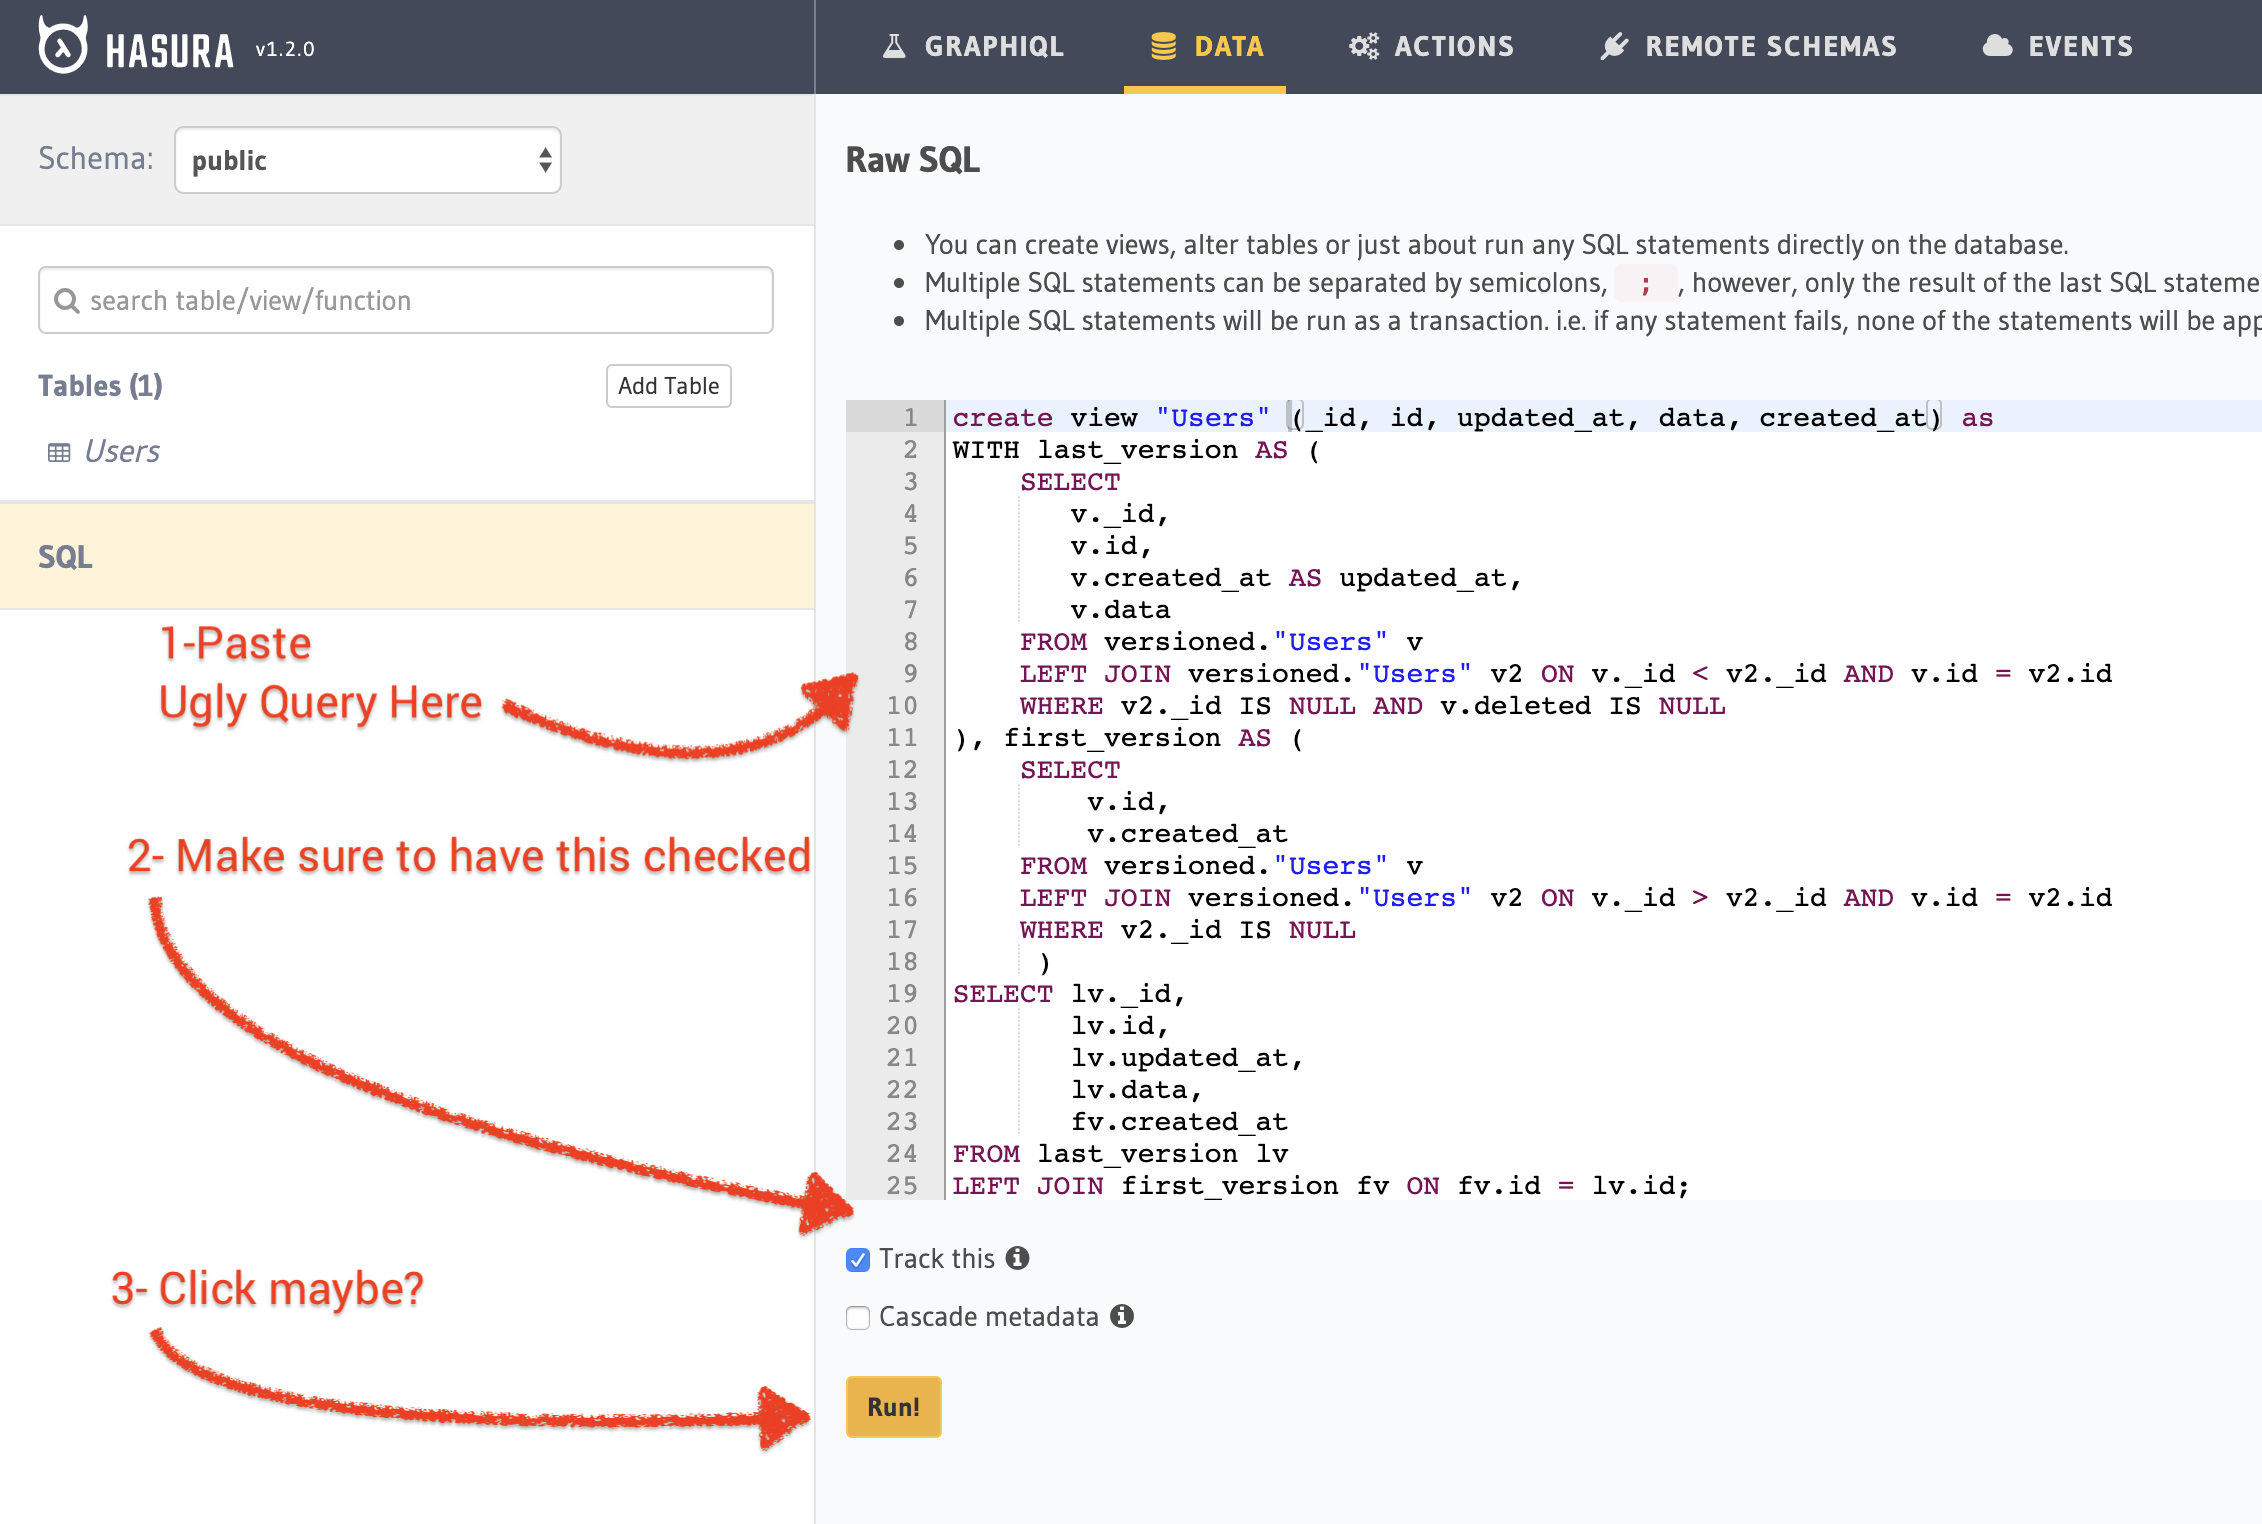 HASURA v1.2.0
GRAPHIQL DATA ACTIONS REMOTE SCHEMAS EVENTS
Schema: public
search table/view/function
Tables (1) Add Table
Users
SQL
1-Paste
Ugly Query Here
2- Make sure to have this checked
3- Click maybe?
Raw SQL
You can create views, alter tables or just about run any SQL statements directly on the database.
Multiple SQL statements can be separated by semicolons, ; , however, only the result of the last SQL stateme
Multiple SQL statements will be run as a transaction. i.e. if any statement fails, none of the statements will be app
1 create view "Users" (_id, id, updated_at, data, created_at) as
2 WITH last_version AS (
3 SELECT
4 v._id,
5 v.id,
6 v.created_at AS updated_at,
7 v.data
8 FROM versioned."Users" v
9 LEFT JOIN versioned."Users" v2 ON v._id < v2._id AND v.id = v2.id
10 WHERE v2._id IS NULL AND v.deleted IS NULL
11 ), first_version AS (
12 SELECT
13 v.id,
14 v.created_at
15 FROM versioned."Users" v
16 LEFT JOIN versioned."Users" v2 ON v._id > v2._id AND v.id = v2.id
17 WHERE v2._id IS NULL
18 )
19 SELECT lv._id,
20 lv.id,
21 lv.updated_at,
22 lv.data,
23 fv.created_at
24 FROM last_version lv
25 LEFT JOIN first_version fv ON fv.id = lv.id;
Track this
Cascade metadata
Run!